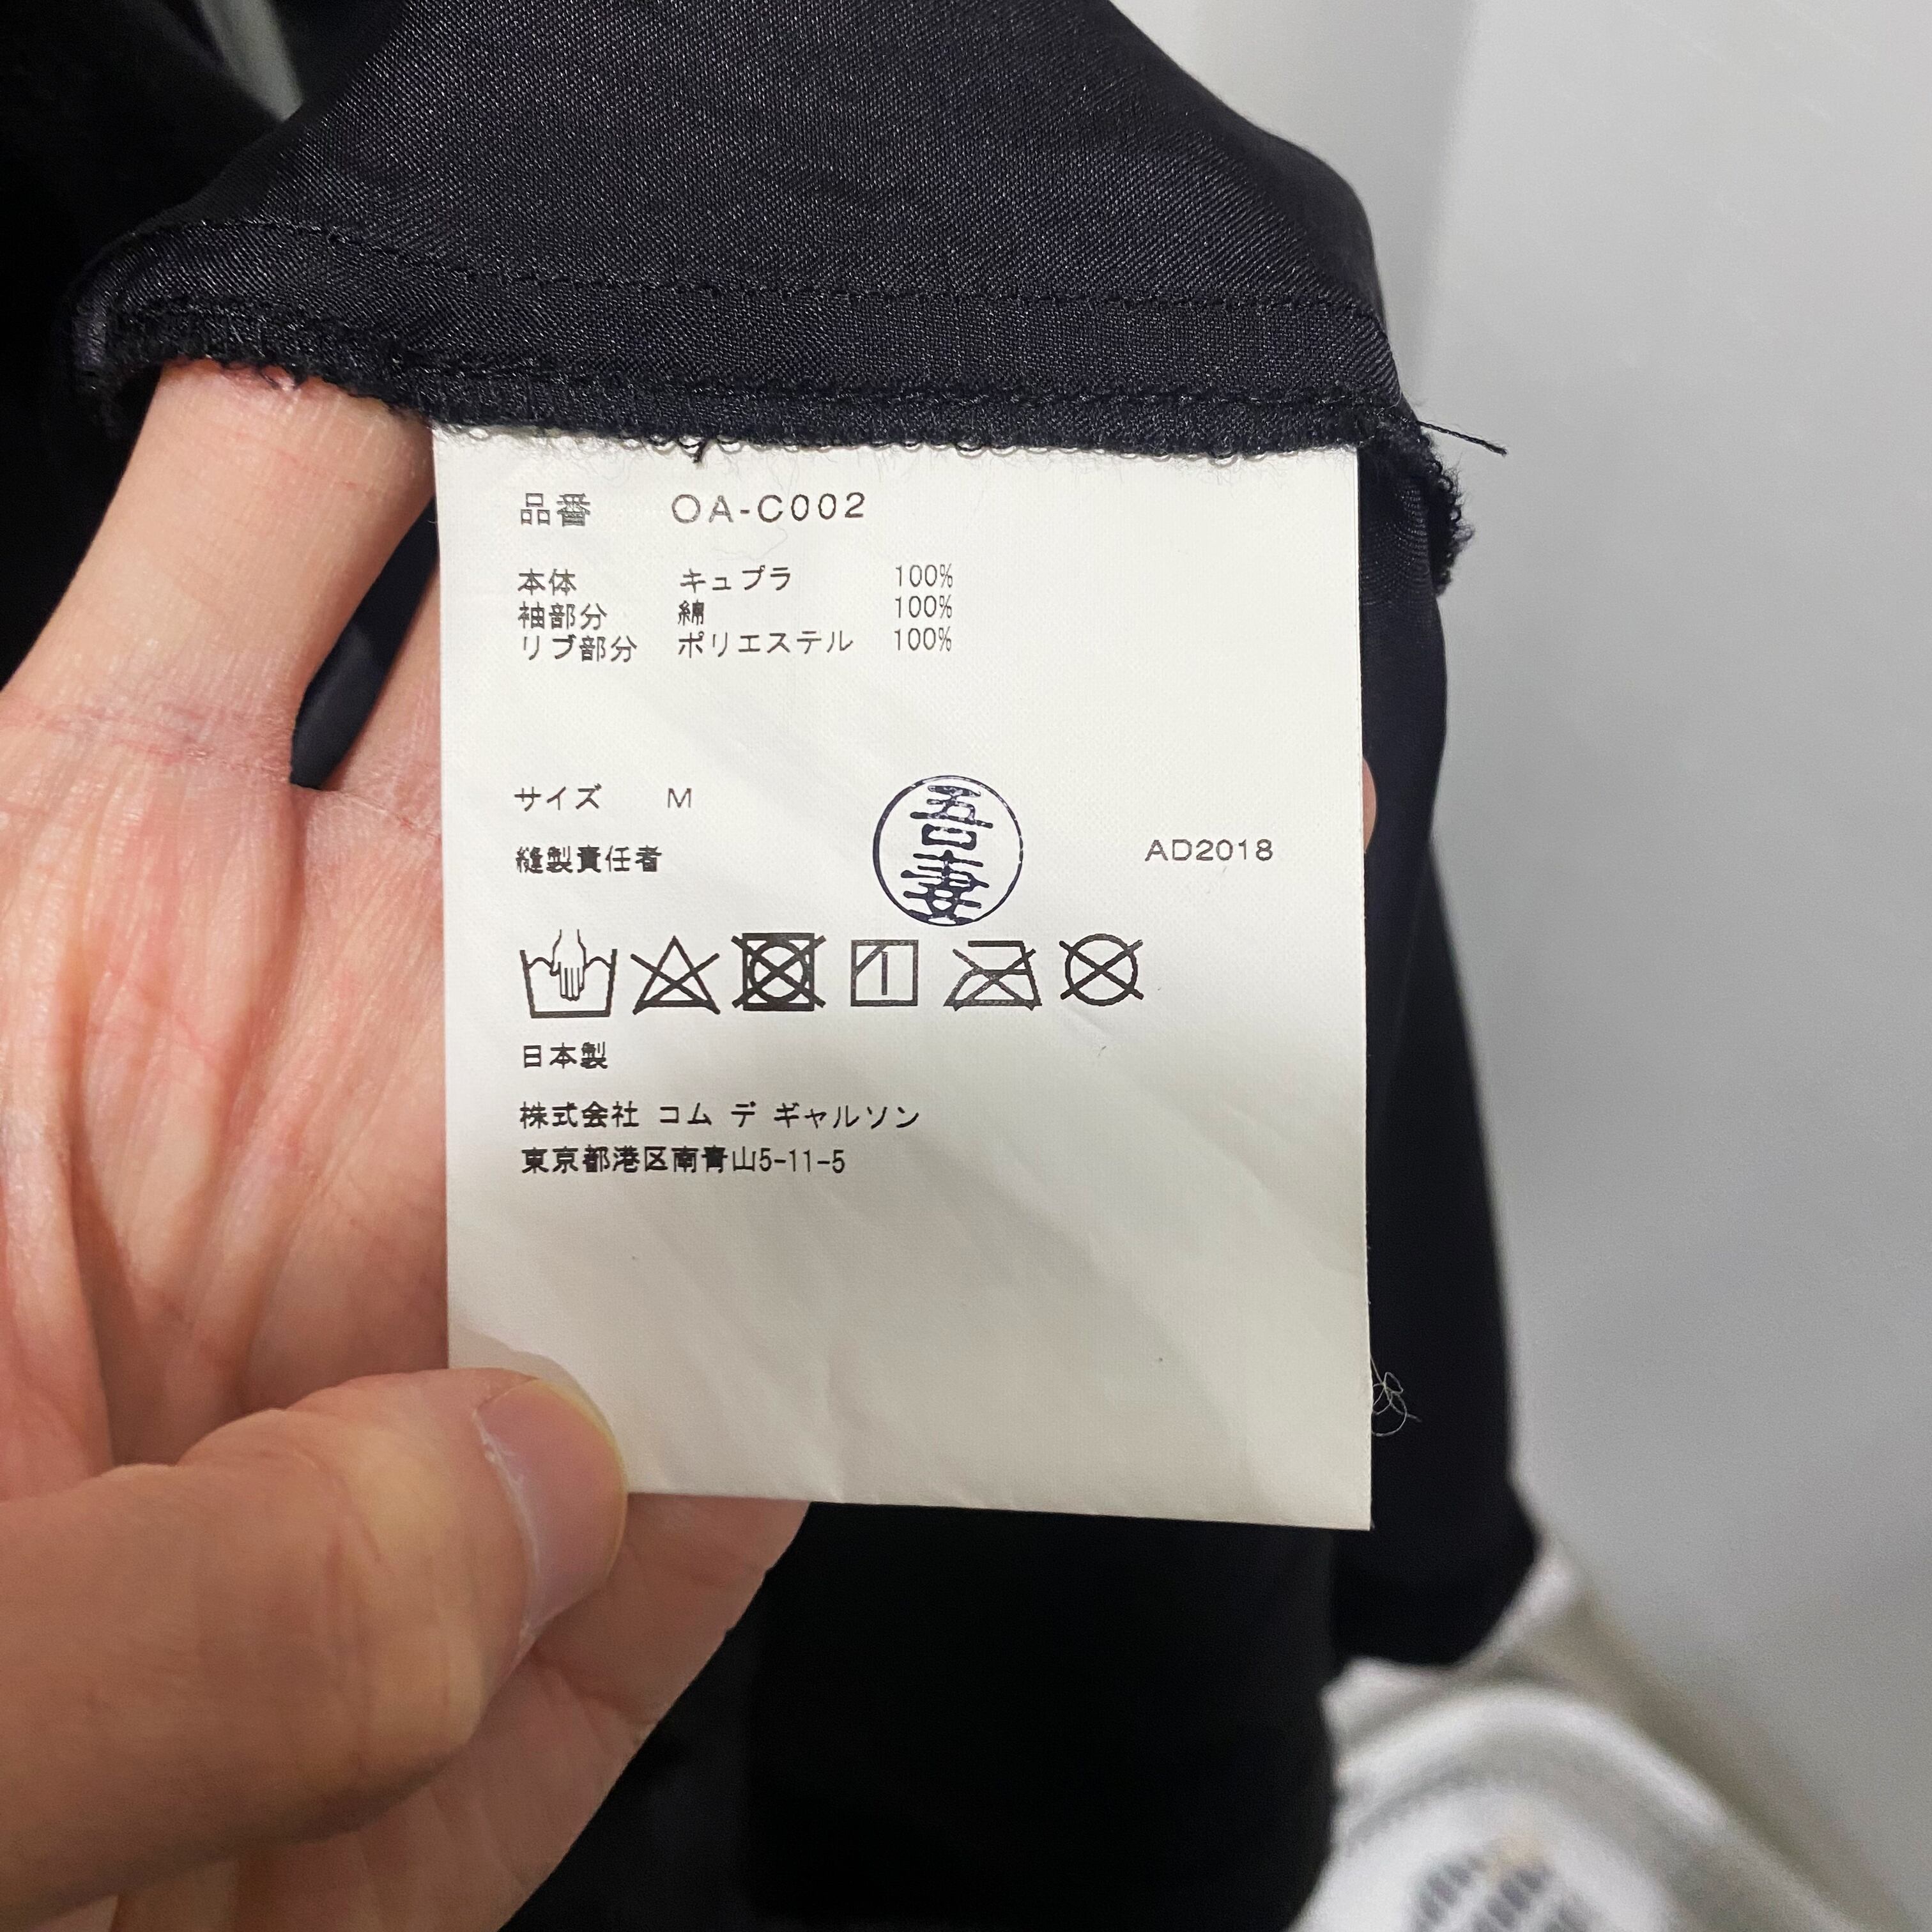 品番 OA-C002
本体 キュプラ 100%
袖部分 綿 100%
リブ部分 ポリエステル 100%
サイズ M
吾妻
縫製責任者
AD2018
日本製
株式会社 コム デ ギャルソン
東京都港区南青山5-11-5